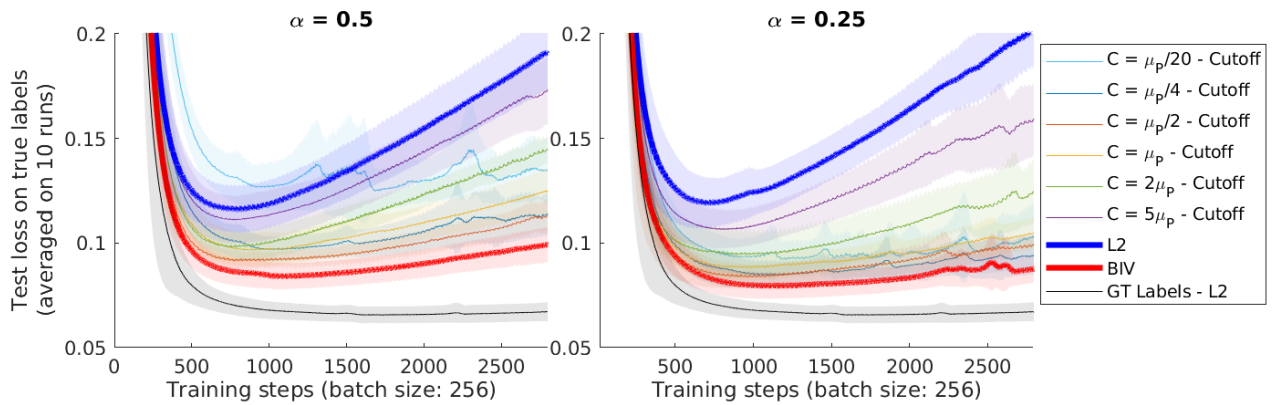 α = 0.5
α = 0.25
Test loss on true labels
(averaged on 10 runs)
0.2
0.15
0.1
0.05
0
500
1000
1500
2000
2500
Training steps (batch size: 256)
0.2
0.15
0.1
0.05
500
1000
1500
2000
2500
Training steps (batch size: 256)
C = μP/20 - Cutoff
C = μP/4 - Cutoff
C = μP/2 - Cutoff
C = μP - Cutoff
C = 2μP - Cutoff
C = 5μP - Cutoff
L2
BIV
GT Labels - L2